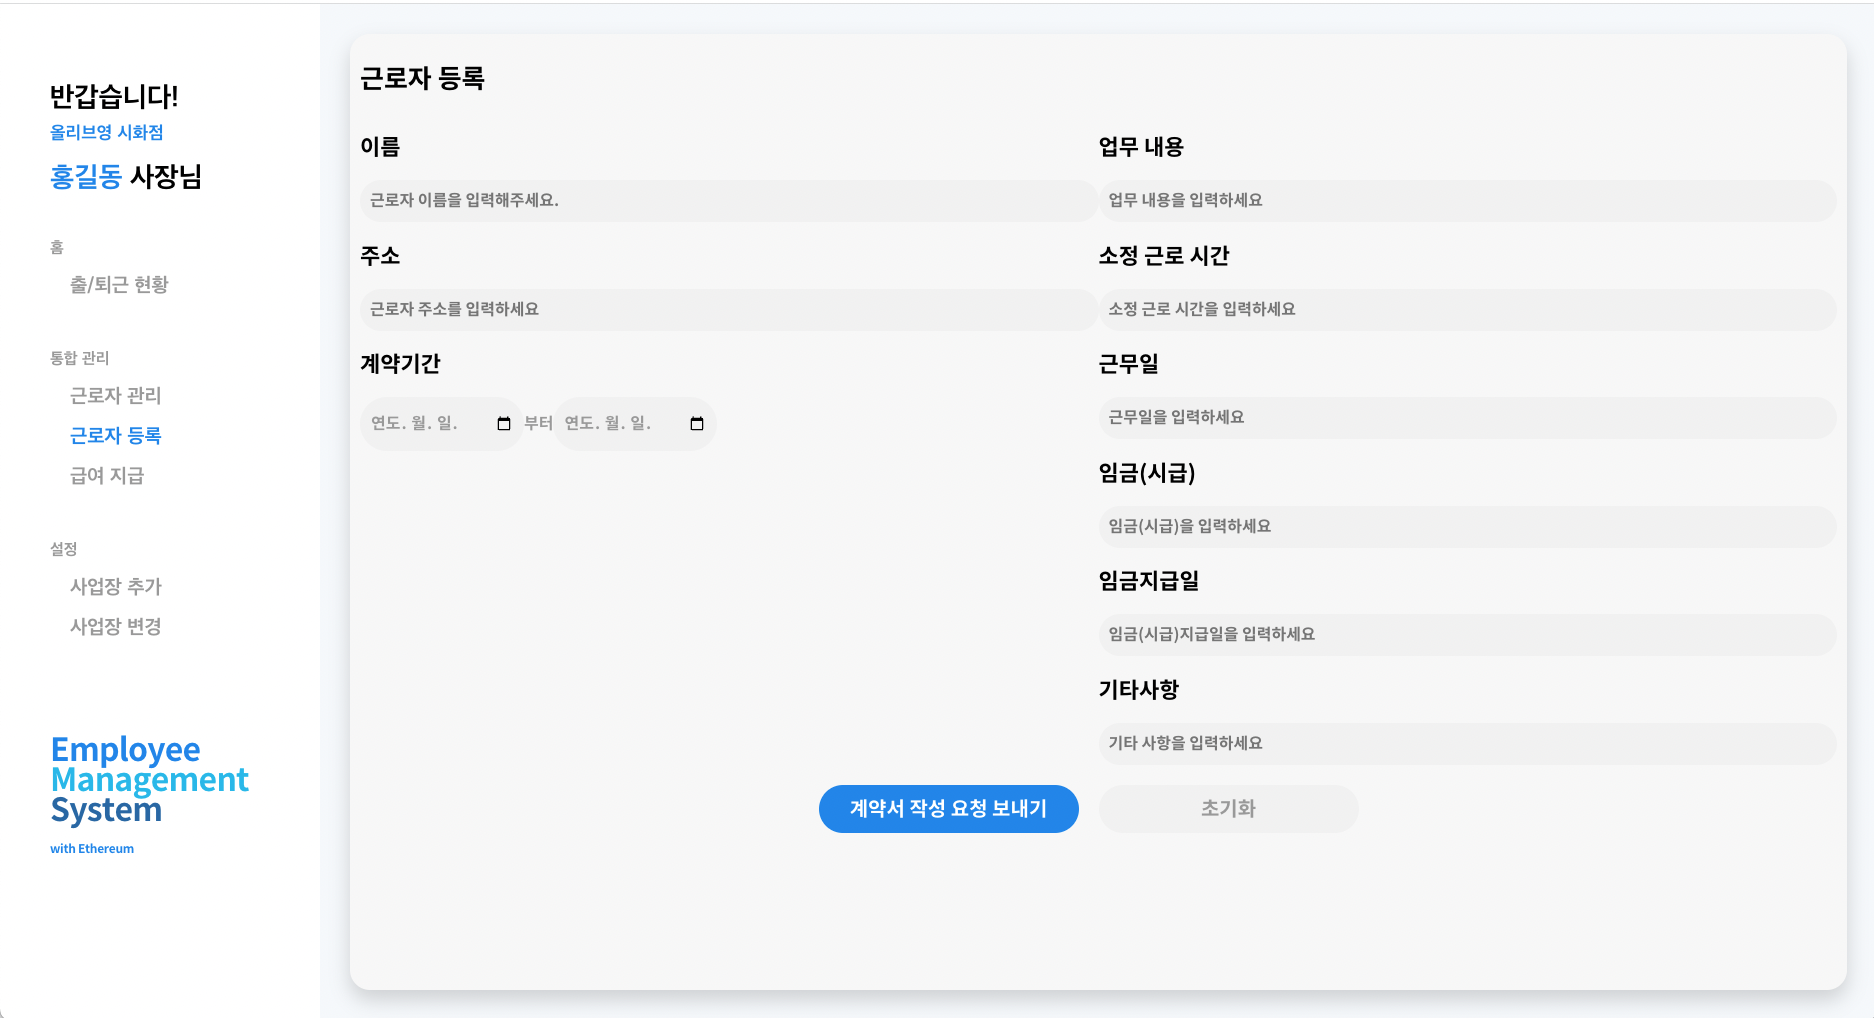 반갑습니다!
올리브영 시화점
홍길동 사장님
홈
출/퇴근 현황
통합 관리
근로자 관리
근로자 등록
급여 지급
설정
사업장 추가
사업장 변경
Employee
Management
System
with Ethereum
근로자 등록
이름
근로자 이름을 입력해주세요.
주소
근로자 주소를 입력하세요
계약기간
연도. 월. 일. 부터 연도. 월. 일.
업무 내용
업무 내용을 입력하세요
소정 근로 시간
소정 근로 시간을 입력하세요
근무일
근무일을 입력하세요
임금(시급)
임금(시급)을 입력하세요
임금지급일
임금(시급)지급일을 입력하세요
기타사항
기타 사항을 입력하세요
계약서 작성 요청 보내기
초기화